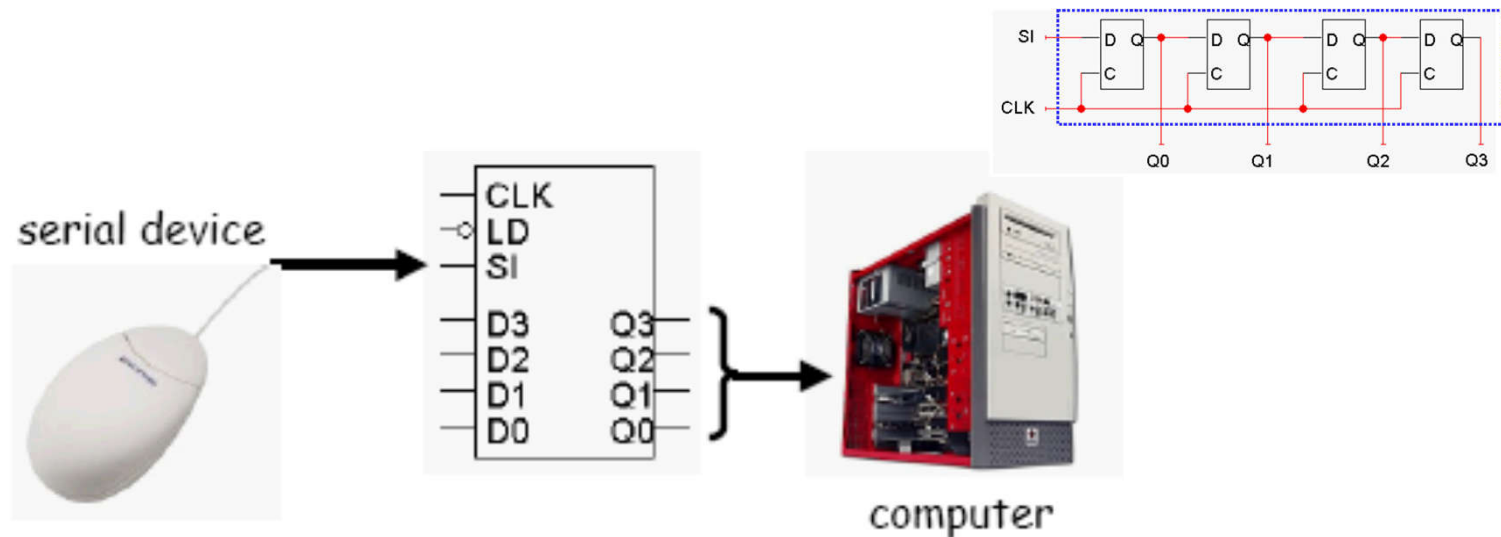 SI
D Q D Q D Q D Q
C C C C
CLK
Q0 Q1 Q2 Q3
serial device
CLK
LD
SI
D3 Q3
D2 Q2
D1 Q1
D0 Q0
computer